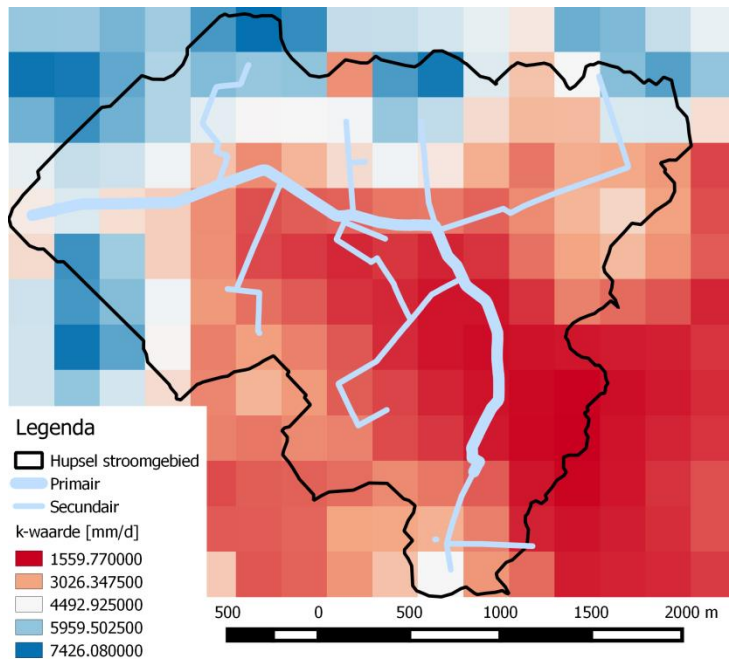 Legenda
Hupsel stroomgebied
Primair
Secundair
k-waarde [mm/d]
1559.770000
3026.347500
4492.925000
5959.502500
7426.080000
500 0 500 1000 1500 2000 m